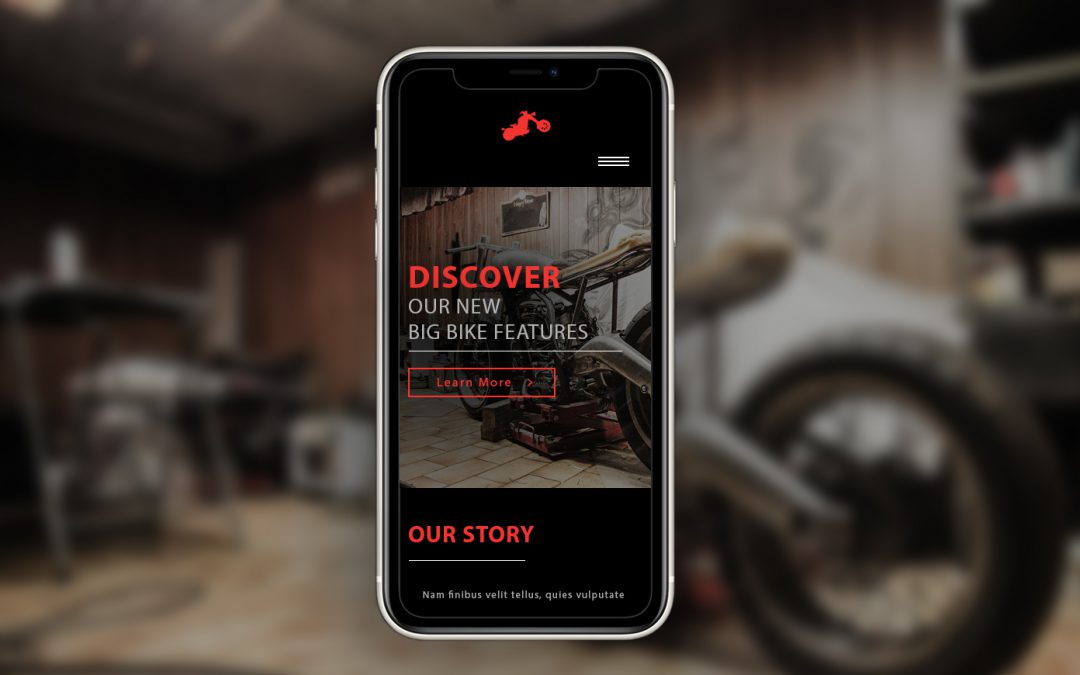 DISCOVER
OUR NEW
BIG BIKE FEATURES
Learn More >
OUR STORY
Nam finibus velit tellus, quies vulputate